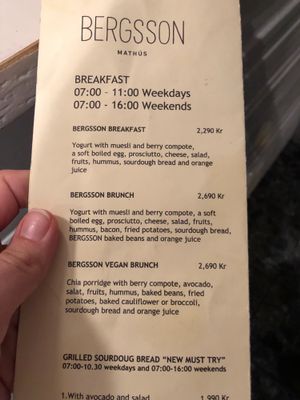 BERGSSON
MATHÚS
BREAKFAST
07:00 – 11:00 Weekdays
07:00 - 16:00 Weekends
BERGSSON BREAKFAST 2,290 Kr
Yogurt with muesli and berry compote,
a soft boiled egg, prosciutto, cheese, salad,
fruits, hummus, sourdough bread and orange
juice
BERGSSON BRUNCH 2,690 Kr
Yogurt with muesli and berry compote, a soft
boiled egg, prosciutto, cheese, salad, fruits,
hummus, bacon, fried potatoes, sourdough bread,
BERGSSON baked beans and orange juice
BERGSSON VEGAN BRUNCH 2,690 Kr
Chia porridge with berry compote, avocado,
salat, fruits, hummus, baked beans, fried
potatoes, baked cauliflower or broccoli,
sourdough bread and orange juice
GRILLED SOURDOUG BREAD "NEW MUST TRY"
07:00-10.30 weekdays and 07:00-16:00 weekends
1.With avocado and salad 1.990 Kr